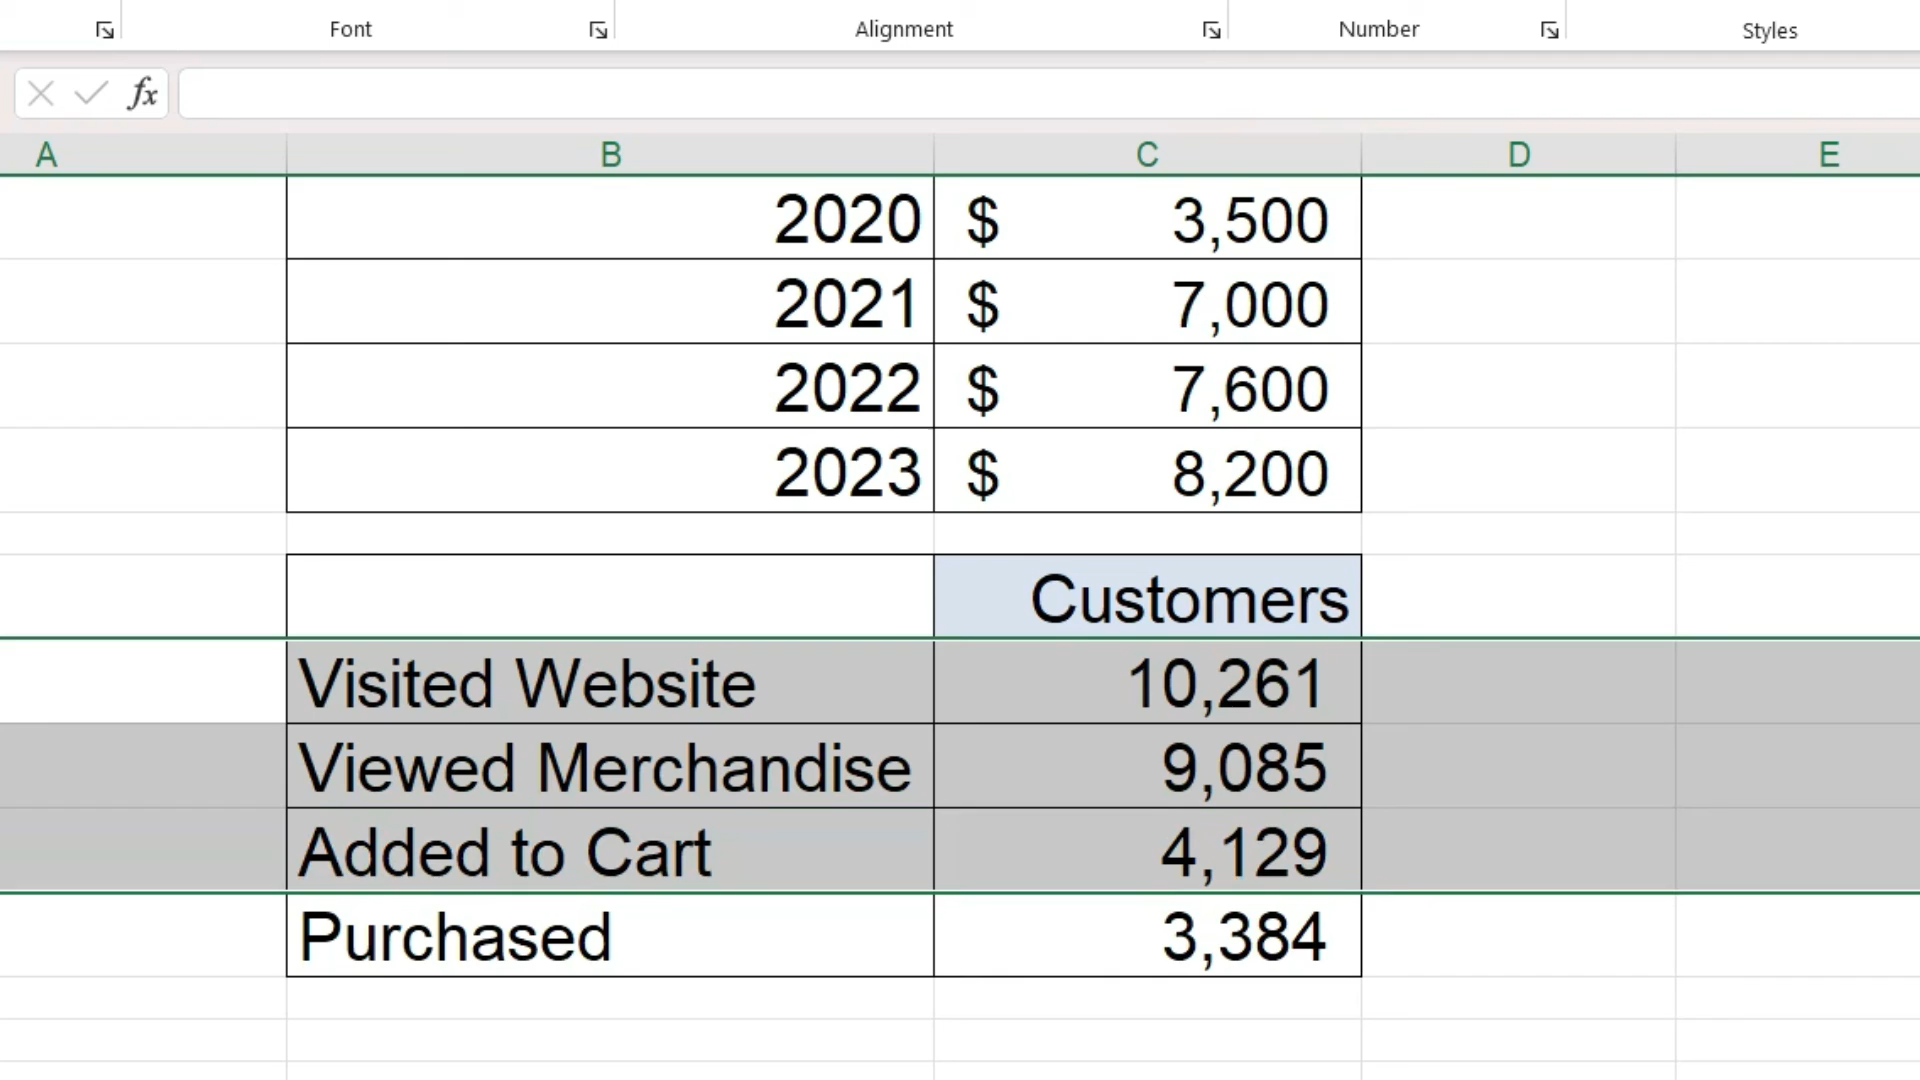 Font Alignment Number Styles
fx
A B C D E
2020 $ 3,500
2021 $ 7,000
2022 $ 7,600
2023 $ 8,200
Customers
Visited Website 10,261
Viewed Merchandise 9,085
Added to Cart 4,129
Purchased 3,384